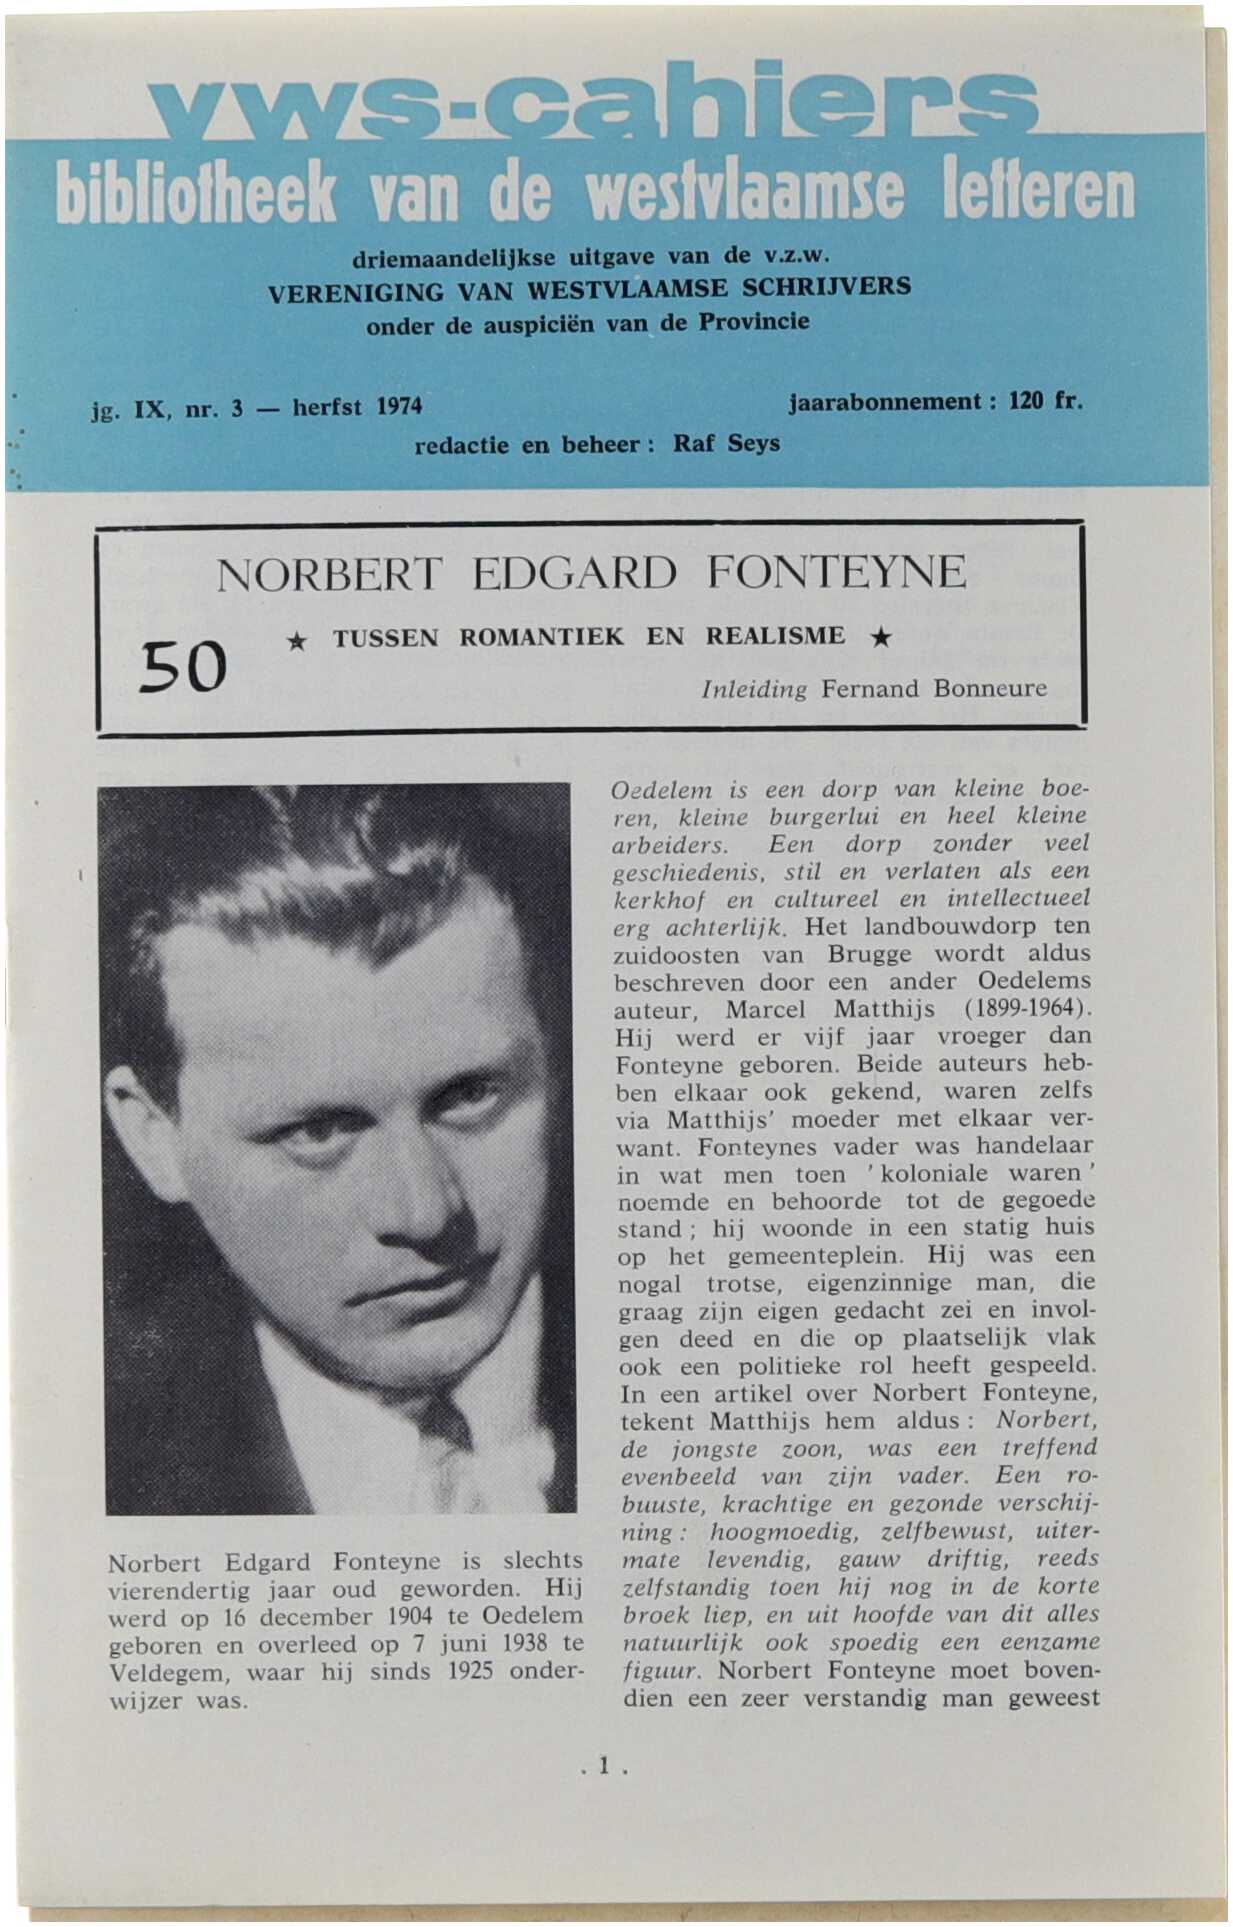 vws-cahiers
bibliotheek van de westvlaamse letteren
driemaandelijkse uitgave van de v.z.w.
VERENIGING VAN WESTVLAAMSE SCHRIJVERS
onder de auspiciën van de Provincie
jg. IX, nr. 3 — herfst 1974
jaarabonnement : 120 fr.
redactie en beheer : Raf Seys
NORBERT EDGARD FONTEYNE
★ TUSSEN ROMANTIEK EN REALISME ★
50
Inleiding Fernand Bonneure
Norbert Edgard Fonteyne is slechts
vierendertig jaar oud geworden. Hij
werd op 16 december 1904 te Oedelem
geboren en overleed op 7 juni 1938 te
Veldegem, waar hij sinds 1925 onder-
wijzer was.
Oedelem is een dorp van kleine boe-
ren, kleine burgerlui en heel kleine
arbeiders. Een dorp zonder veel
geschiedenis, stil en verlaten als een
kerkhof en cultureel en intellectueel
erg achterlijk. Het landbouwdorp ten
zuidoosten van Brugge wordt aldus
beschreven door een ander Oedelems
auteur, Marcel Matthijs (1899-1964).
Hij werd er vijf jaar vroeger dan
Fonteyne geboren. Beide auteurs heb-
ben elkaar ook gekend, waren zelfs
via Matthijs' moeder met elkaar ver-
want. Fonteynes vader was handelaar
in wat men toen 'koloniale waren'
noemde en behoorde tot de gegoede
stand ; hij woonde in een statig huis
op het gemeenteplein. Hij was een
nogal trotse, eigenzinnige man, die
graag zijn eigen gedacht zei en invol-
gen deed en die op plaatselijk vlak
ook een politieke rol heeft gespeeld.
In een artikel over Norbert Fonteyne,
tekent Matthijs hem aldus : Norbert,
de jongste zoon, was een treffend
evenbeeld van zijn vader. Een ro-
buuste, krachtige en gezonde verschij-
ning : hoogmoedig, zelfbewust, uiter-
mate levendig, gauw driftig, reeds
zelfstandig toen hij nog in de korte
broek liep, en uit hoofde van dit alles
natuurlijk ook spoedig een eenzame
figuur. Norbert Fonteyne moet boven-
dien een zeer verstandig man geweest
. 1 .